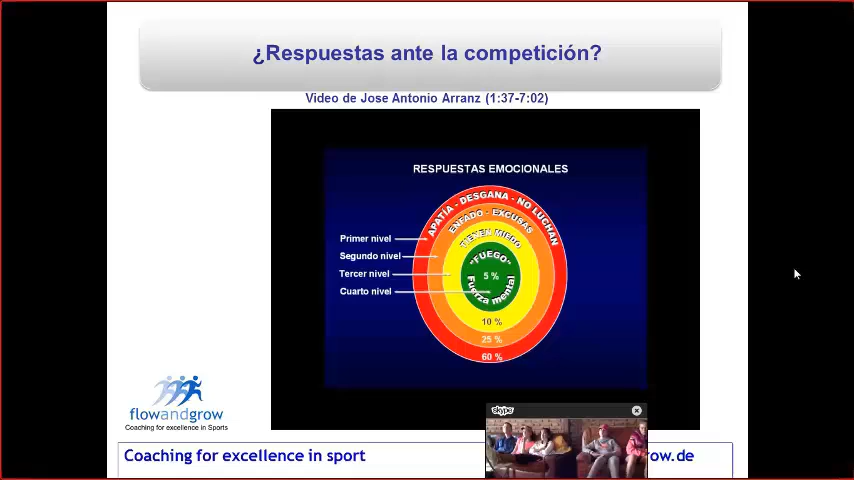 ¿Respuestas ante la competición?
Video de Jose Antonio Arranz (1:37-7:02)
RESPUESTAS EMOCIONALES
APATÍA - DESGANA - NO LUCHAN
ENFADO - EXCUSAS
TIENEN MIEDO
"FUEGO"
5 %
Fuerza mental
10 %
25 %
60 %
Primer nivel
Segundo nivel
Tercer nivel
Cuarto nivel
flowandgrow
Coaching for excellence in Sports
skype
Coaching for excellence in sport
row.de